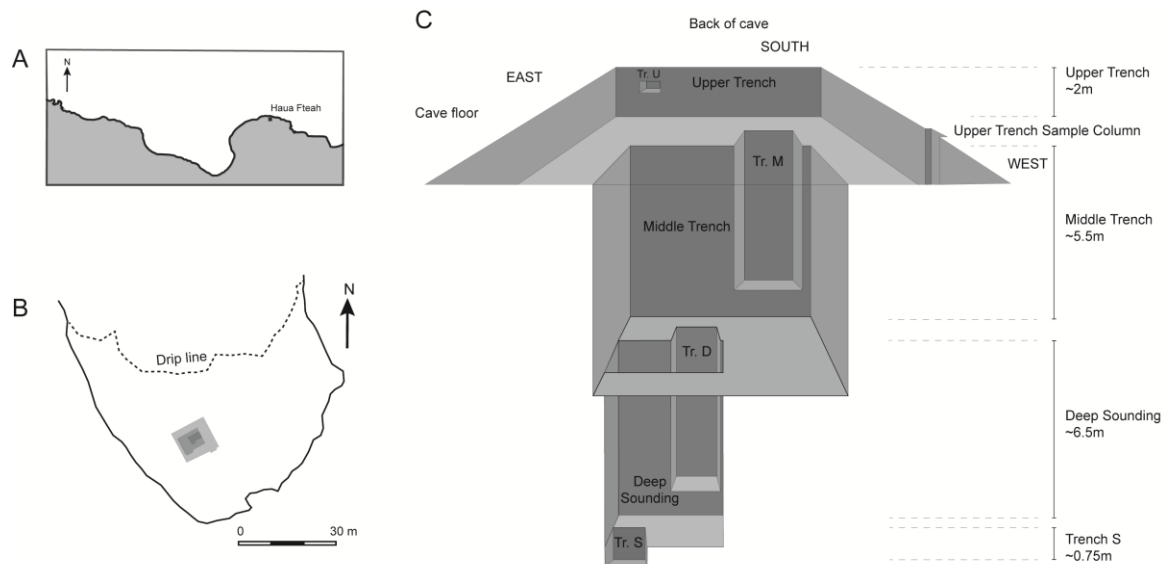 A
N
Haua Fteah
B
N
Drip line
0
30 m
C
Back of cave
SOUTH
EAST
Tr. U
Upper Trench
Cave floor
Upper Trench Sample Column
WEST
Tr. M
Middle Trench
Tr. D
Deep
Sounding
Tr. S
Upper Trench
~2m
Middle Trench
~5.5m
Deep Sounding
~6.5m
Trench S
~0.75m